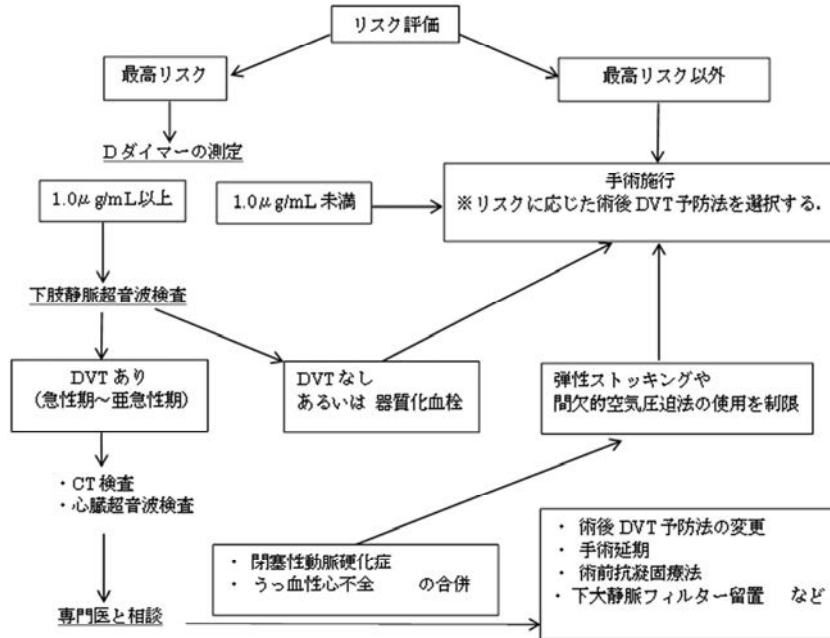 リスク評価
最高リスク
最高リスク以外
Dダイマーの測定
1.0μg/mL以上
1.0μg/mL未満
手術施行
※リスクに応じた術後DVT予防法を選択する.
下肢静脈超音波検査
DVTあり
(急性期～亜急性期)
DVTなし
あるいは 器質化血栓
弾性ストッキングや
間欠的空気圧迫法の使用を制限
・CT検査
・心臓超音波検査
・ 閉塞性動脈硬化症
・ うっ血性心不全 の合併
・ 術後DVT予防法の変更
・ 手術延期
・ 術前抗凝固療法
・下大静脈フィルター留置 など
専門医と相談